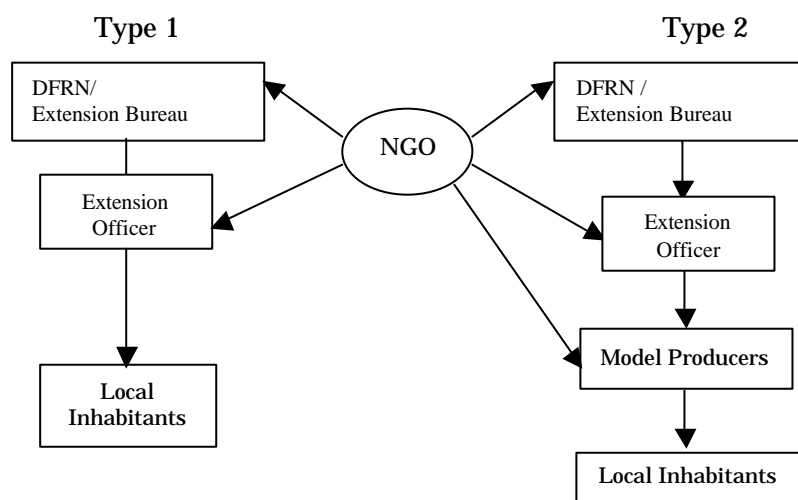 Type 1
Type 2
DFRN/
Extension Bureau
NGO
DFRN /
Extension Bureau
Extension
Officer
Extension
Officer
Model Producers
Local
Inhabitants
Local Inhabitants